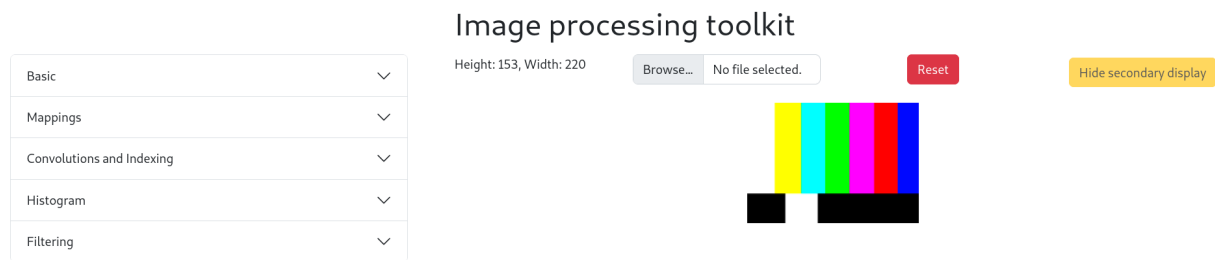 Image processing toolkit
Height: 153, Width: 220
Browse... No file selected.
Reset
Hide secondary display
Basic
Mappings
Convolutions and Indexing
Histogram
Filtering